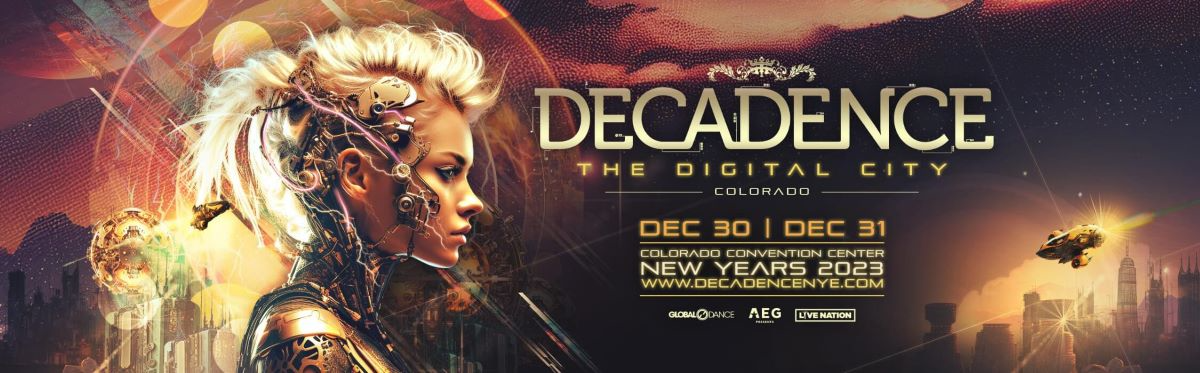 DECADENCE
THE DIGITAL CITY
COLORADO
DEC 30 | DEC 31
COLORADO CONVENTION CENTER
NEW YEARS 2023
WWW.DECADENCENYE.COM
GLOBAL DANCE AEG PRESENTS LIVE NATION